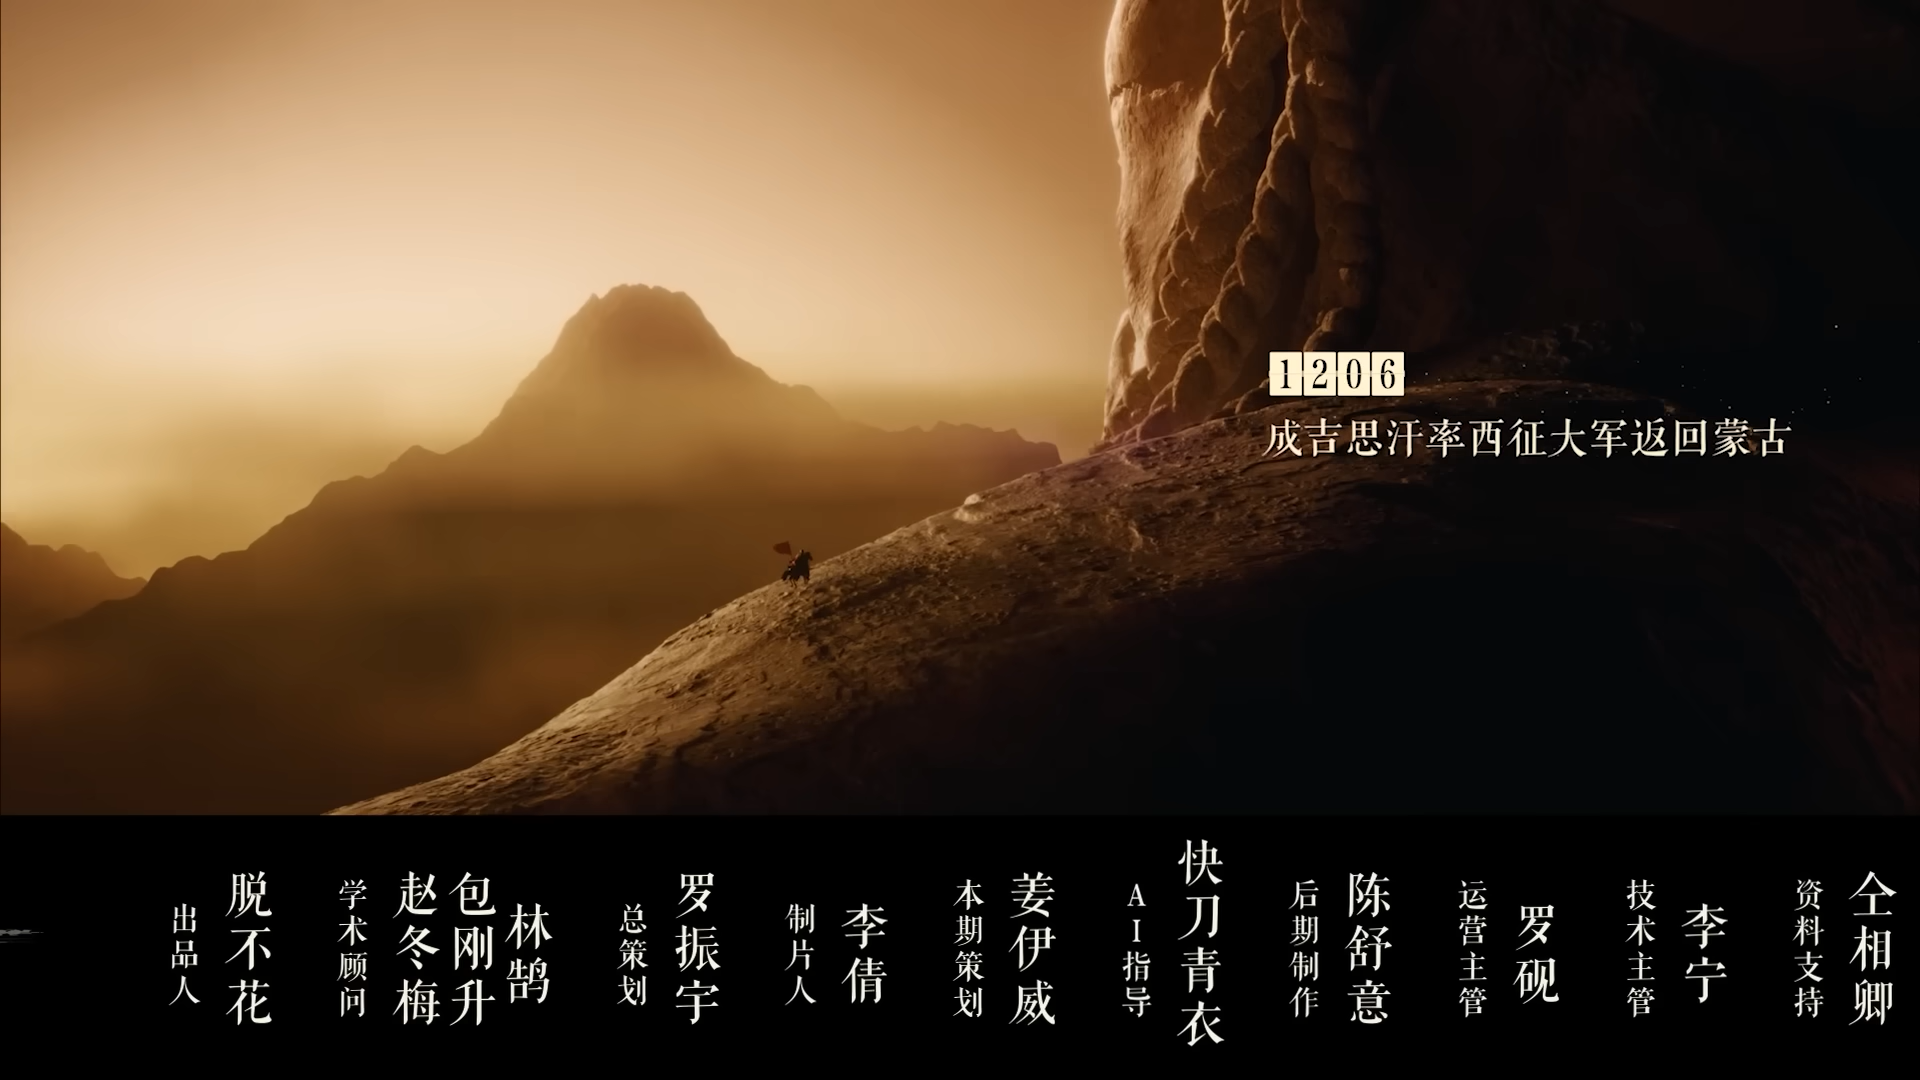 1206
成吉思汗率西征大军返回蒙古
出品人
脱不花
学术顾问
赵冬梅
包刚升
林鹄
总策划
罗振宇
制片人
李倩
本期策划
姜伊威
AI指导
快刀青衣
后期制作
陈舒意
运营主管
罗砚
技术主管
李宁
资料支持
仝相卿